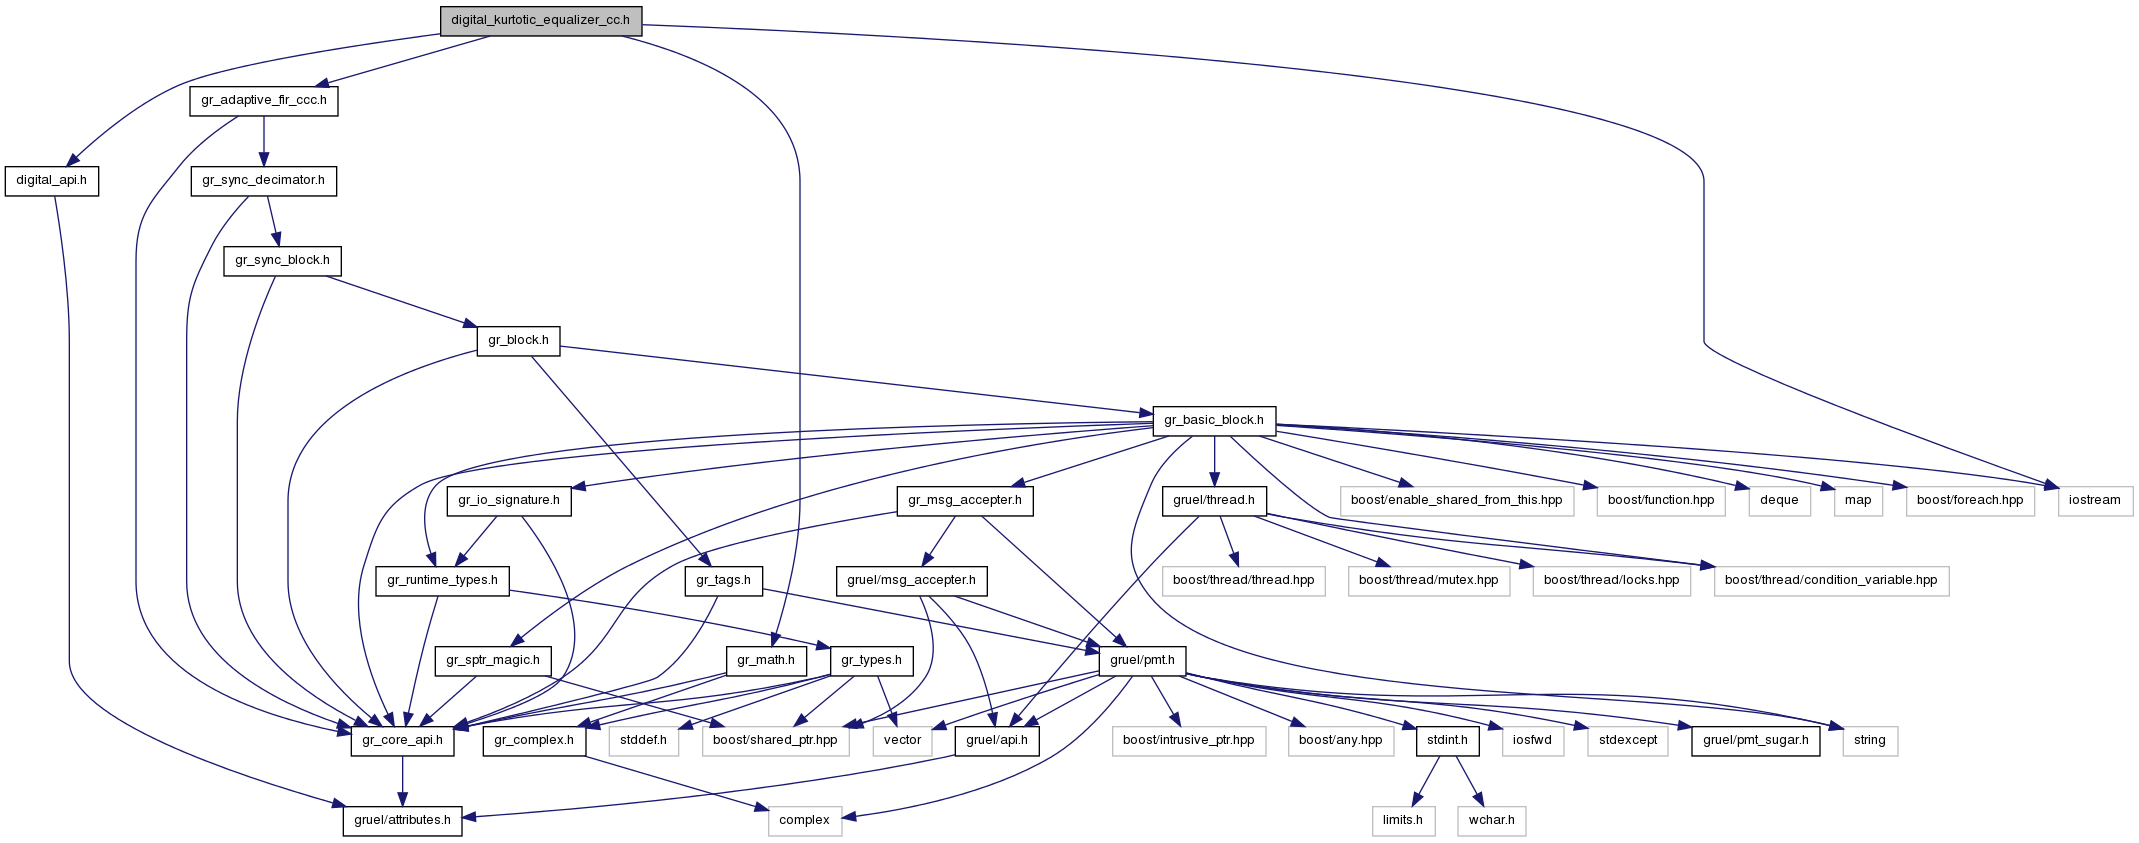 digital_kurtotic_equalizer_cc.h
gr_adaptive_fir_ccc.h
digital_api.h
gr_sync_decimator.h
gr_sync_block.h
gr_block.h
gr_basic_block.h
gr_io_signature.h
gr_msg_accepter.h
gruel/thread.h
boost/enable_shared_from_this.hpp
boost/function.hpp
deque
map
boost/foreach.hpp
iostream
gr_runtime_types.h
gr_tags.h
gruel/msg_accepter.h
boost/thread/thread.hpp
boost/thread/mutex.hpp
boost/thread/locks.hpp
boost/thread/condition_variable.hpp
gr_sptr_magic.h
gr_math.h
gr_types.h
gruel/pmt.h
gr_core_api.h
gr_complex.h
stddef.h
boost/shared_ptr.hpp
vector
gruel/api.h
boost/intrusive_ptr.hpp
boost/any.hpp
stdint.h
iosfwd
stdexcept
gruel/pmt_sugar.h
string
gruel/attributes.h
complex
limits.h
wchar.h